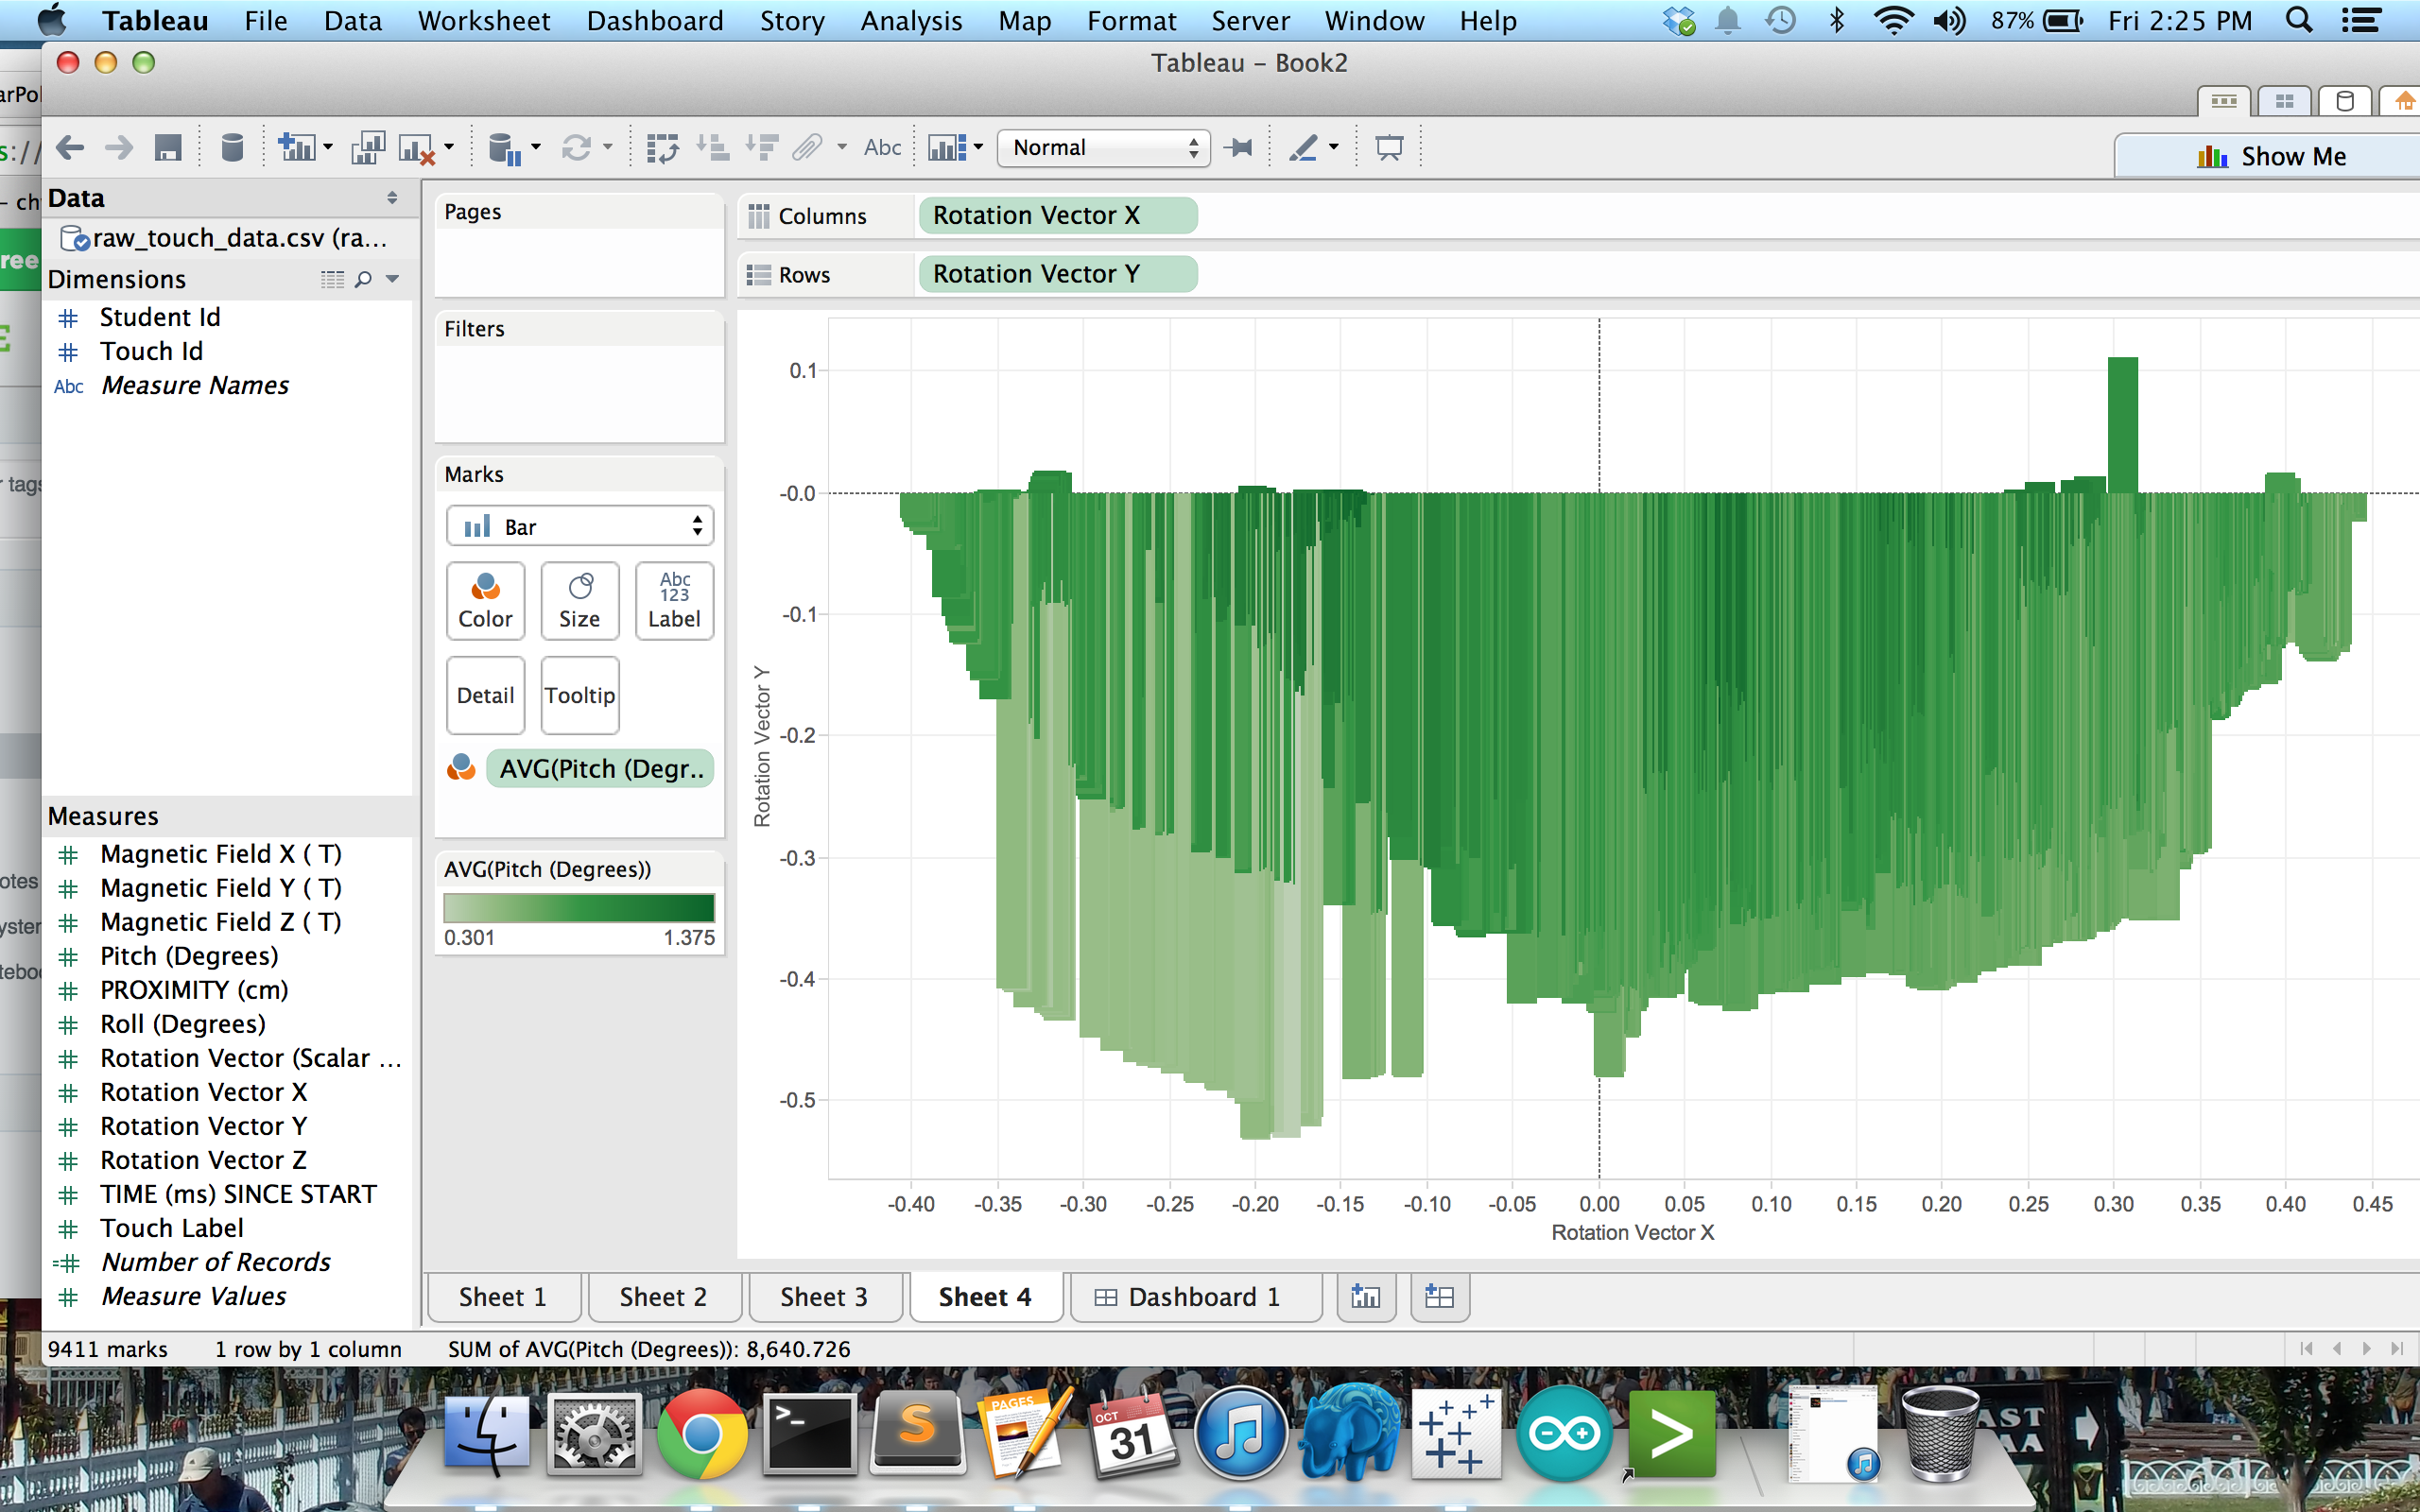 Tableau File Data Worksheet Dashboard Story Analysis Map Format Server Window Help 87% Fri 2:25 PM
Tableau - Book2
arPol
s://
Abc Normal Show Me
Data
- ch
raw_touch_data.csv (ra...
ree
Dimensions
Student Id
Touch Id
Abc Measure Names
E
r tags
Measures
Magnetic Field X ( T)
Magnetic Field Y ( T)
Magnetic Field Z ( T)
Pitch (Degrees)
PROXIMITY (cm)
Roll (Degrees)
Rotation Vector (Scalar ...
Rotation Vector X
Rotation Vector Y
Rotation Vector Z
TIME (ms) SINCE START
Touch Label
Number of Records
Measure Values
otes
yster
teboo
Pages
Filters
Marks
Bar
Color Size Abc 123 Label
Detail Tooltip
AVG(Pitch (Degr..
AVG(Pitch (Degrees))
0.301 1.375
Columns Rotation Vector X
Rows Rotation Vector Y
Rotation Vector Y
0.1
-0.0
-0.1
-0.2
-0.3
-0.4
-0.5
-0.40 -0.35 -0.30 -0.25 -0.20 -0.15 -0.10 -0.05 0.00 0.05 0.10 0.15 0.20 0.25 0.30 0.35 0.40 0.45
Rotation Vector X
Sheet 1 Sheet 2 Sheet 3 Sheet 4 Dashboard 1
9411 marks 1 row by 1 column SUM of AVG(Pitch (Degrees)): 8,640.726
>_
S
PAGES
OCT
31
>